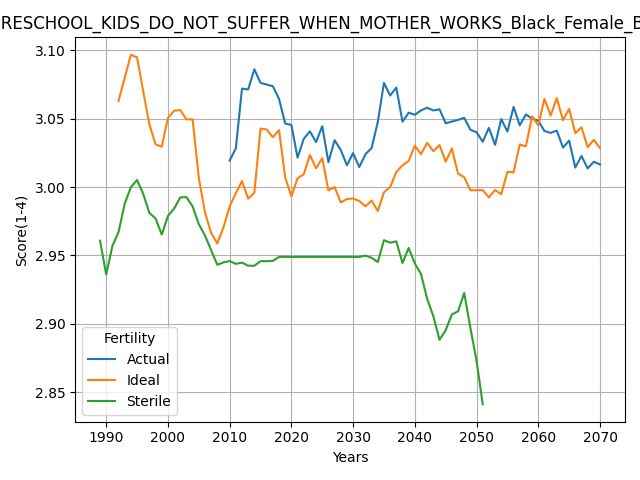 RESCHOOL_KIDS_DO_NOT_SUFFER_WHEN_MOTHER_WORKS_Black_Female_
3.10
3.05
3.00
2.95
2.90
2.85
Score(1-4)
Fertility
Actual
Ideal
Sterile
1990 2000 2010 2020 2030 2040 2050 2060 2070
Years